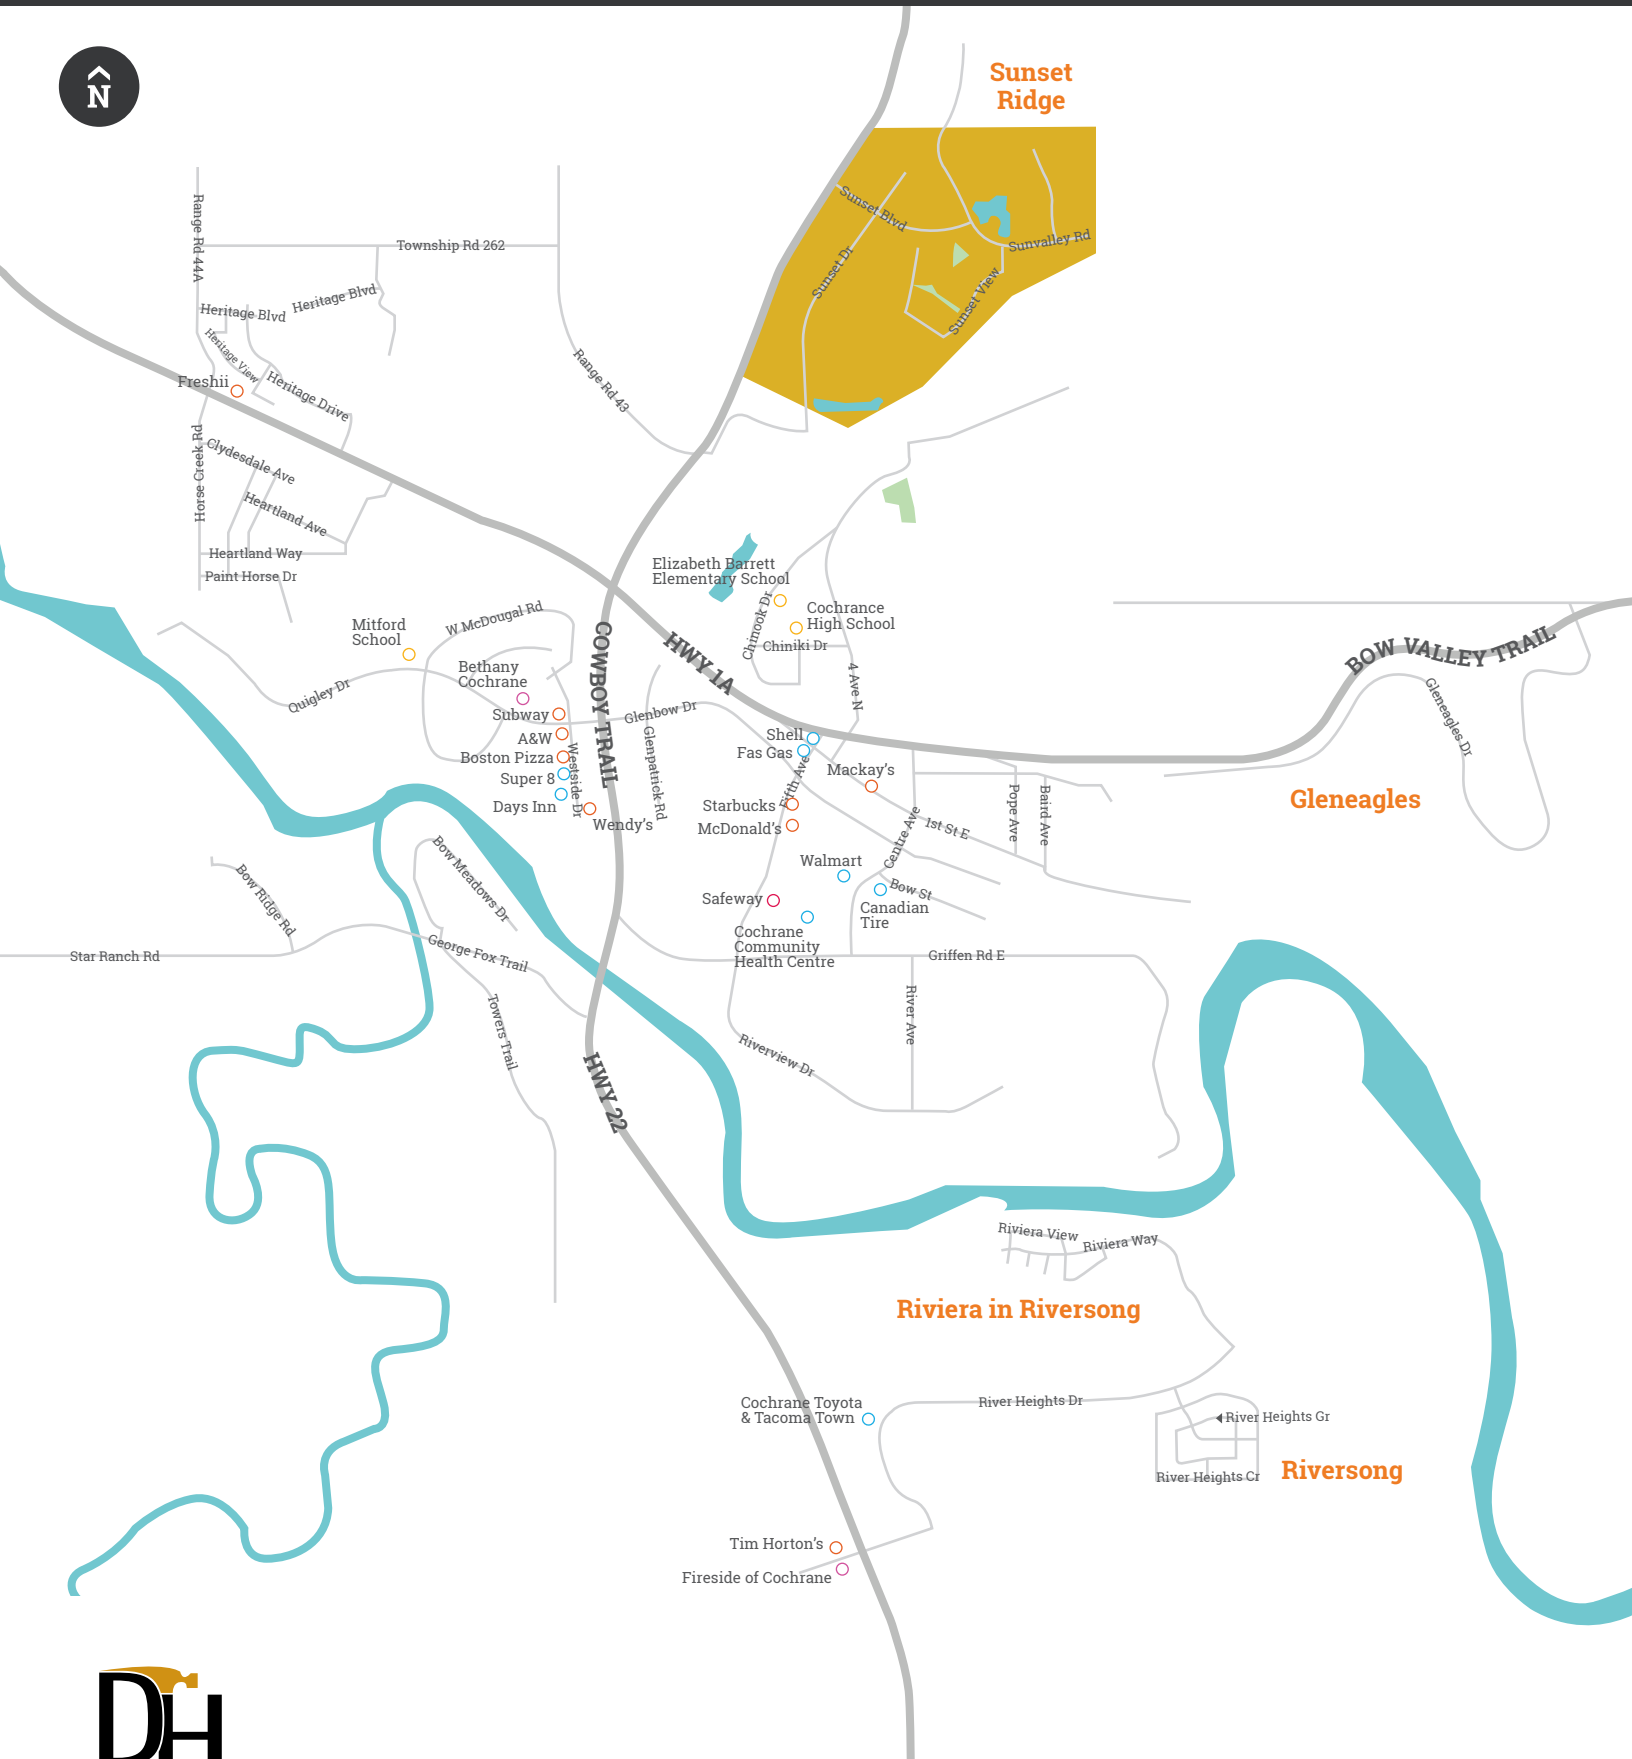 N
Sunset
Ridge
Range Rd 44A
Township Rd 262
Sunset Blvd
Sunvalley Rd
Sunset Dr
Sunset View
Heritage Blvd
Heritage Blvd
Heritage View
Range Rd 43
Freshii
Heritage Drive
Horse Creek Rd
Clydesdale Ave
Heartland Ave
Heartland Way
Paint Horse Dr
Elizabeth Barrett
Elementary School
Chinook Dr
Cochrance
High School
Chiniki Dr
Mitford
School
W McDougal Rd
COWBOY TRAIL
HWY 1A
BOW VALLEY TRAIL
4 Ave N
Bethany
Cochrane
Quigley Dr
Gleneagles Dr
Subway
Glenbow Dr
A&W
Westside Dr
Glenpatrick Rd
Boston Pizza
Super 8
Days Inn
Wendy's
Shell
Fas Gas
Fifth Ave
Mackay's
Starbucks
McDonald's
Pope Ave
Baird Ave
Gleneagles
Centre Ave
1st St E
Walmart
Bow St
Canadian
Tire
Safeway
Cochrane
Community
Health Centre
Bow Meadows Dr
Bow Ridge Rd
Star Ranch Rd
George Fox Trail
Griffen Rd E
Towers Trail
River Ave
Riverview Dr
HWY 22
Riviera View
Riviera Way
Riviera in Riversong
Cochrane Toyota
& Tacoma Town
River Heights Dr
River Heights Gr
River Heights Cr
Riversong
Tim Horton's
Fireside of Cochrane
DH